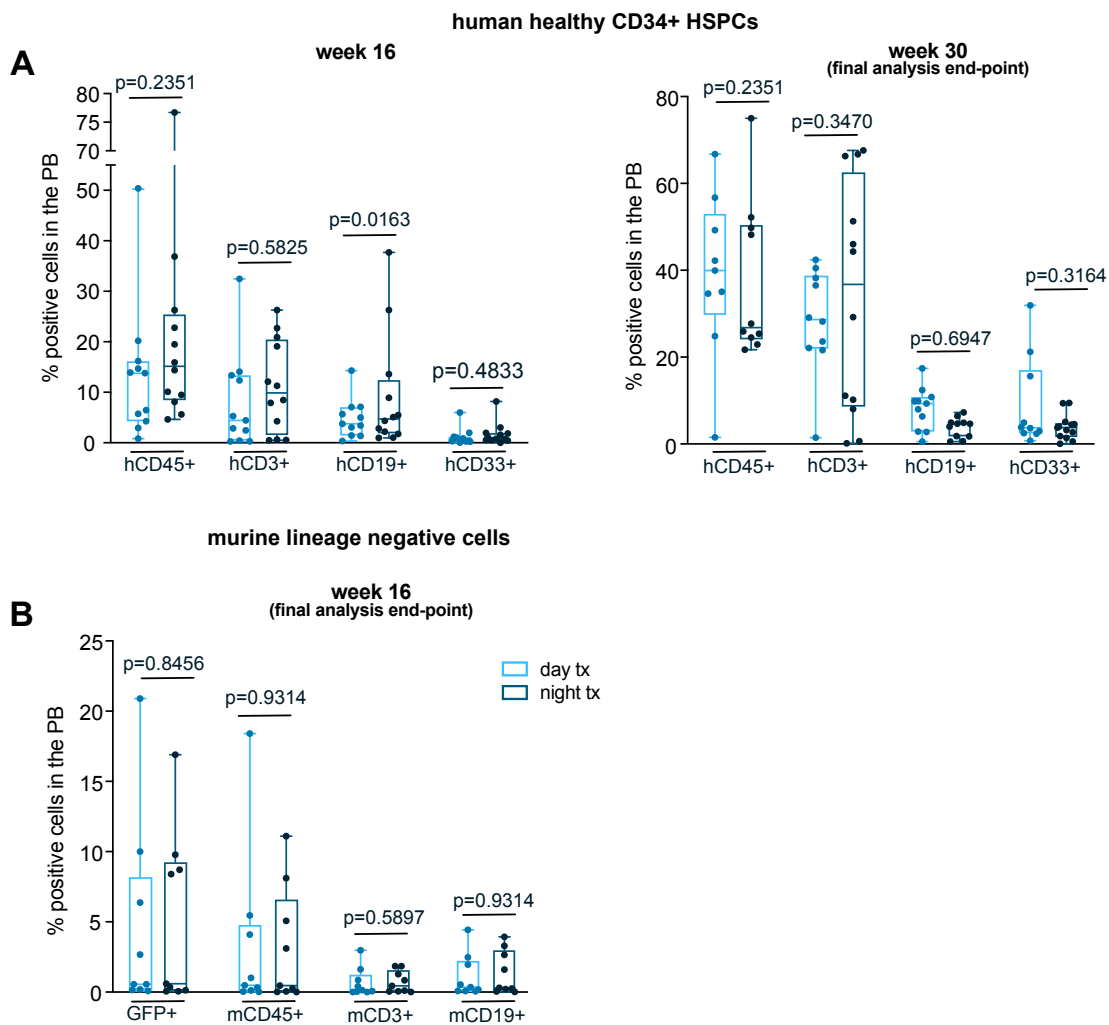 human healthy CD34+ HSPCs
A
week 16
% positive cells in the PB
80
75
70
50
40
30
20
10
0
p=0.2351
p=0.5825
p=0.0163
p=0.4833
hCD45+
hCD3+
hCD19+
hCD33+
week 30
(final analysis end-point)
% positive cells in the PB
80
60
40
20
0
p=0.2351
p=0.3470
p=0.6947
p=0.3164
hCD45+
hCD3+
hCD19+
hCD33+
murine lineage negative cells
B
week 16
(final analysis end-point)
% positive cells in the PB
25
20
15
10
5
0
p=0.8456
p=0.9314
p=0.5897
p=0.9314
day tx
night tx
GFP+
mCD45+
mCD3+
mCD19+